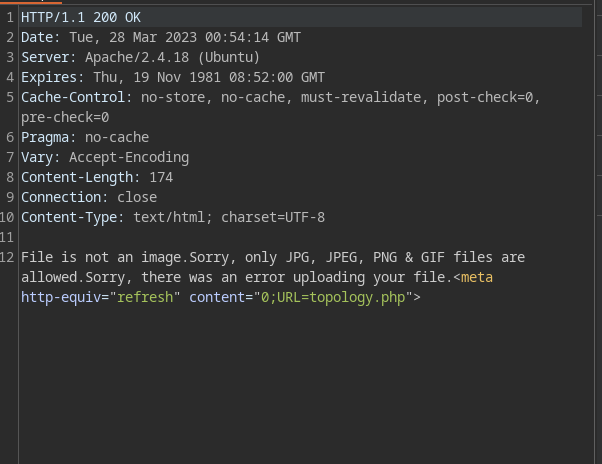 1 HTTP/1.1 200 OK
2 Date: Tue, 28 Mar 2023 00:54:14 GMT
3 Server: Apache/2.4.18 (Ubuntu)
4 Expires: Thu, 19 Nov 1981 08:52:00 GMT
5 Cache-Control: no-store, no-cache, must-revalidate, post-check=0,
pre-check=0
6 Pragma: no-cache
7 Vary: Accept-Encoding
8 Content-Length: 174
9 Connection: close
10 Content-Type: text/html; charset=UTF-8
11
12 File is not an image.Sorry, only JPG, JPEG, PNG & GIF files are
allowed.Sorry, there was an error uploading your file.<meta
http-equiv="refresh" content="0;URL=topology.php">